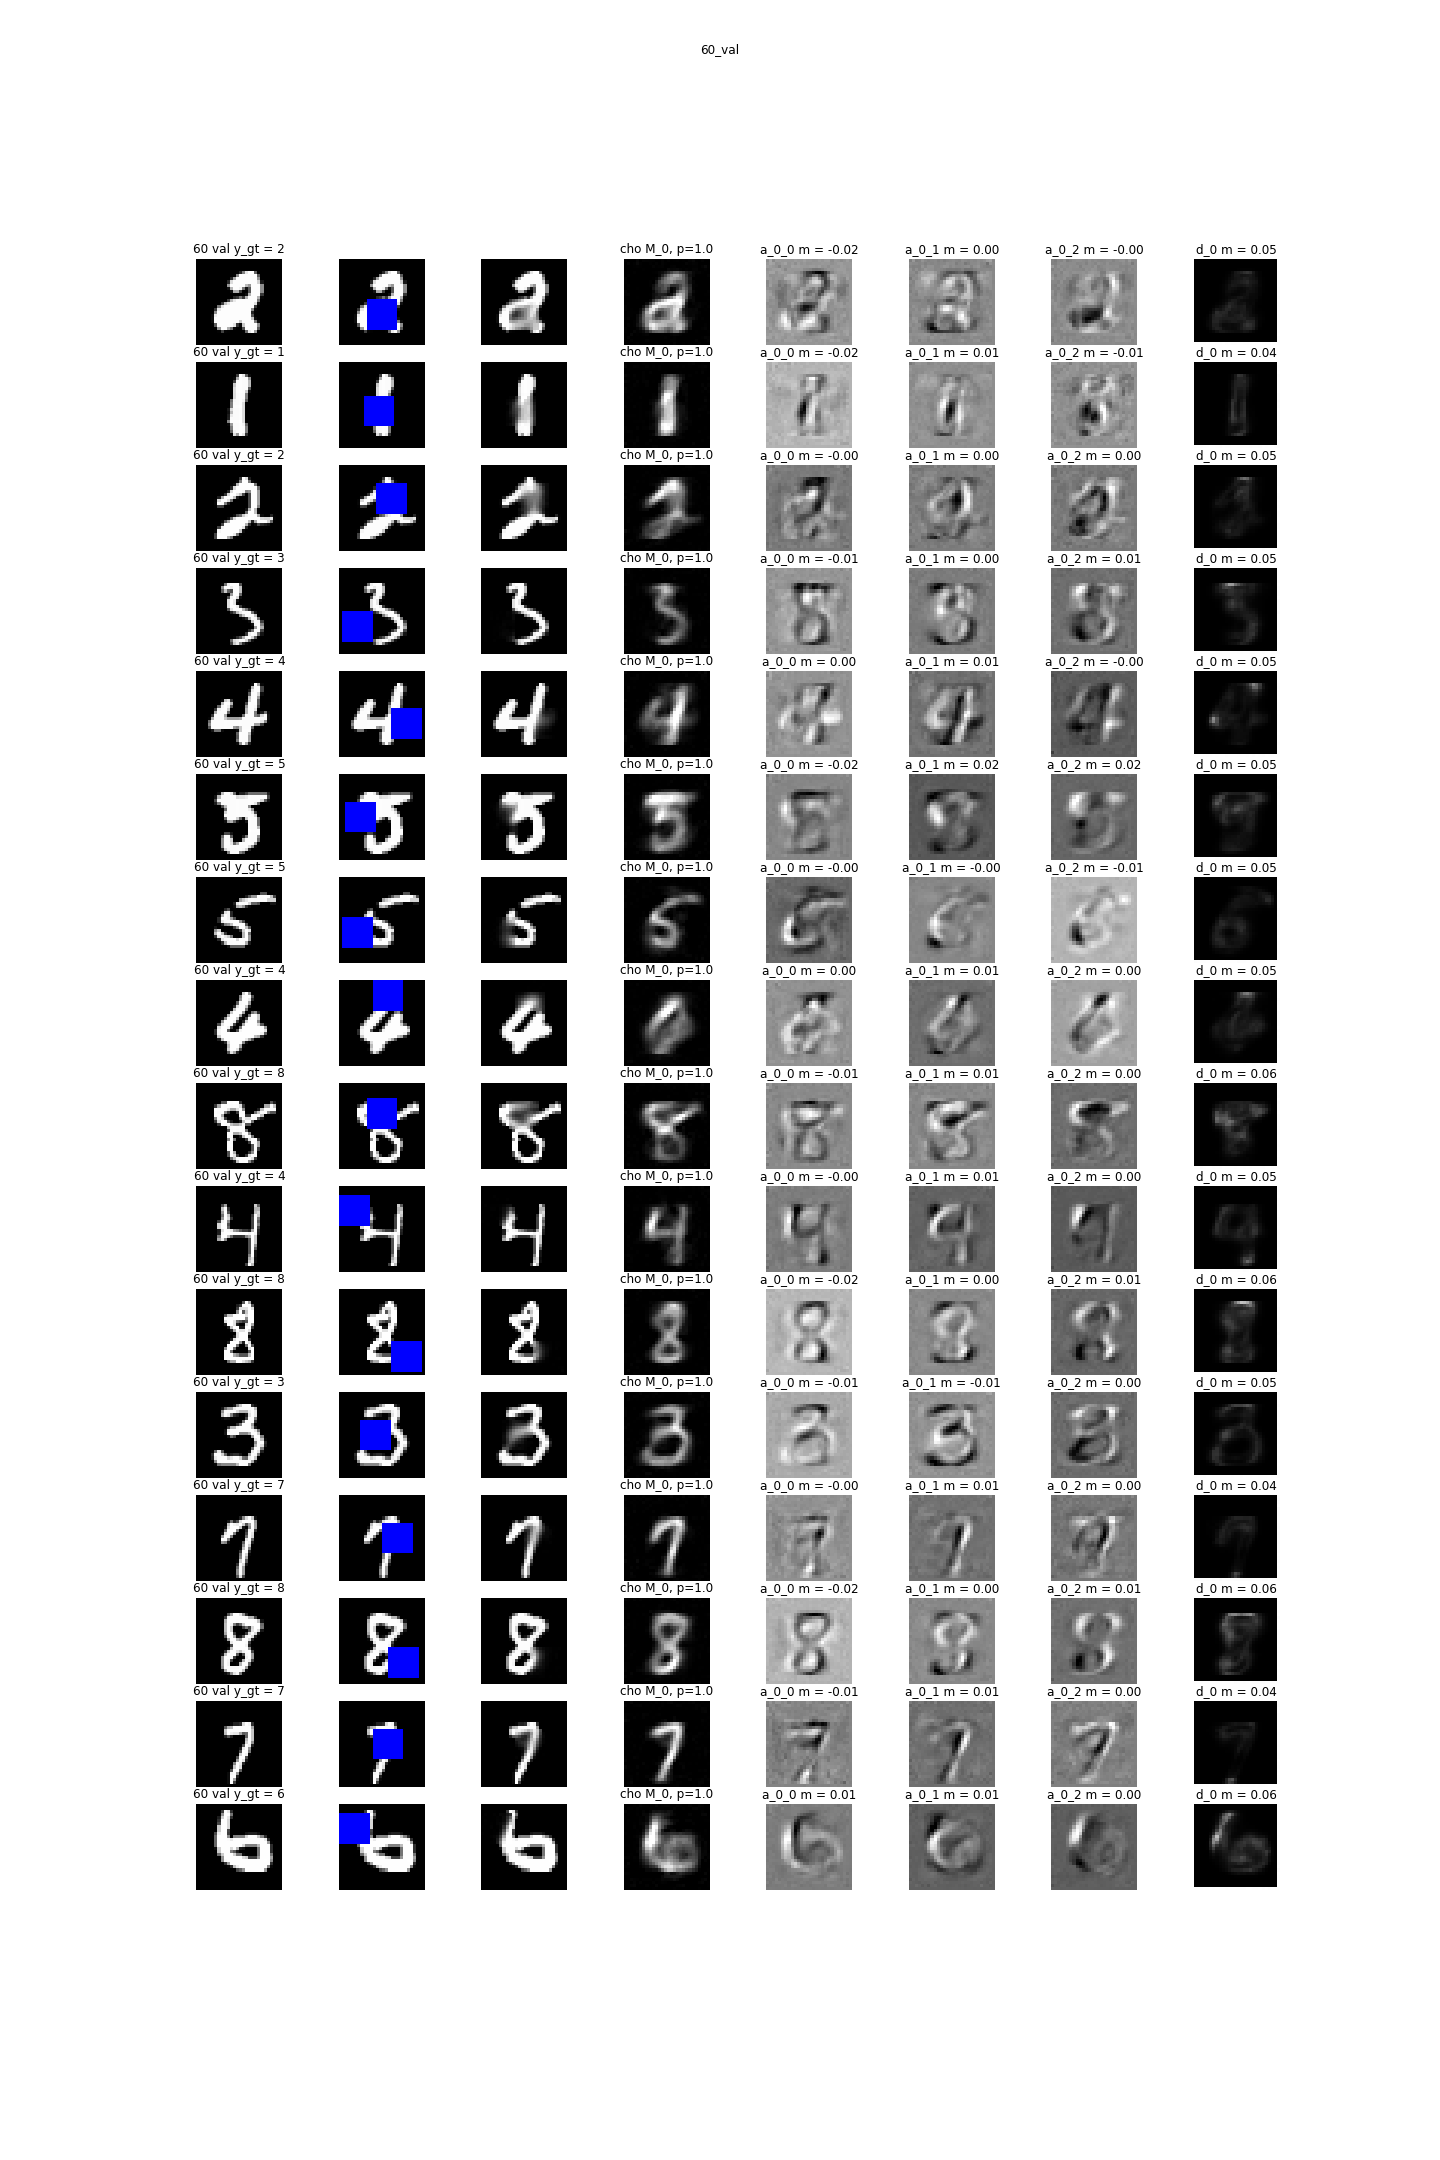 60_val
60 val y_gt = 2 cho M_0, p=1.0 a_0_0 m = -0.02 a_0_1 m = 0.00 a_0_2 m = -0.00 d_0 m = 0.05
60 val y_gt = 1 cho M_0, p=1.0 a_0_0 m = -0.02 a_0_1 m = 0.01 a_0_2 m = -0.01 d_0 m = 0.04
60 val y_gt = 2 cho M_0, p=1.0 a_0_0 m = -0.00 a_0_1 m = 0.00 a_0_2 m = 0.00 d_0 m = 0.05
60 val y_gt = 3 cho M_0, p=1.0 a_0_0 m = -0.01 a_0_1 m = 0.00 a_0_2 m = 0.01 d_0 m = 0.05
60 val y_gt = 4 cho M_0, p=1.0 a_0_0 m = 0.00 a_0_1 m = 0.01 a_0_2 m = -0.00 d_0 m = 0.05
60 val y_gt = 5 cho M_0, p=1.0 a_0_0 m = -0.02 a_0_1 m = 0.02 a_0_2 m = 0.02 d_0 m = 0.05
60 val y_gt = 5 cho M_0, p=1.0 a_0_0 m = -0.00 a_0_1 m = -0.00 a_0_2 m = -0.01 d_0 m = 0.05
60 val y_gt = 4 cho M_0, p=1.0 a_0_0 m = 0.00 a_0_1 m = 0.01 a_0_2 m = 0.00 d_0 m = 0.05
60 val y_gt = 8 cho M_0, p=1.0 a_0_0 m = -0.01 a_0_1 m = 0.01 a_0_2 m = 0.00 d_0 m = 0.06
60 val y_gt = 4 cho M_0, p=1.0 a_0_0 m = -0.00 a_0_1 m = 0.01 a_0_2 m = 0.00 d_0 m = 0.05
60 val y_gt = 8 cho M_0, p=1.0 a_0_0 m = -0.02 a_0_1 m = 0.00 a_0_2 m = 0.01 d_0 m = 0.06
60 val y_gt = 3 cho M_0, p=1.0 a_0_0 m = -0.01 a_0_1 m = -0.01 a_0_2 m = 0.00 d_0 m = 0.05
60 val y_gt = 7 cho M_0, p=1.0 a_0_0 m = -0.00 a_0_1 m = 0.01 a_0_2 m = 0.00 d_0 m = 0.04
60 val y_gt = 8 cho M_0, p=1.0 a_0_0 m = -0.02 a_0_1 m = 0.00 a_0_2 m = 0.01 d_0 m = 0.06
60 val y_gt = 7 cho M_0, p=1.0 a_0_0 m = -0.01 a_0_1 m = 0.01 a_0_2 m = 0.00 d_0 m = 0.04
60 val y_gt = 6 cho M_0, p=1.0 a_0_0 m = 0.01 a_0_1 m = 0.01 a_0_2 m = 0.00 d_0 m = 0.06